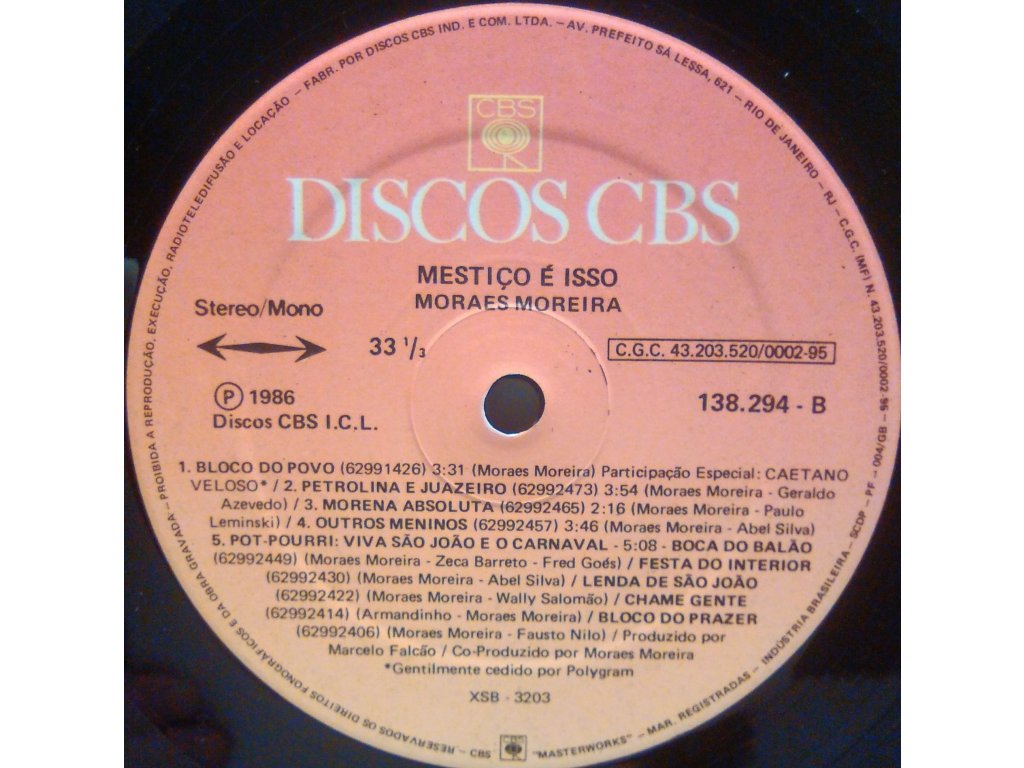 RESERVADOS OS DIREITOS FONOGRÁFICOS E DA OBRA GRAVADA – PROIBIDA A REPRODUÇÃO, EXECUÇÃO, RADIOTELEDIFUSÃO E LOCAÇÃO – FABR. POR DISCOS CBS IND. E COM. LTDA. – AV. PREFEITO SÁ LESSA, 621 – RIO DE JANEIRO – RJ – C.G.C. (MF) N. 43.203.520/0002-95 – 004/GB – PF – SCDP – INDÚSTRIA BRASILEIRA
CBS
DISCOS CBS
MESTIÇO É ISSO
MORAES MOREIRA
Stereo/Mono
33 1/3
C.G.C. 43.203.520/0002-95
℗ 1986
138.294 - B
Discos CBS I.C.L.
1. BLOCO DO POVO (62991426) 3:31 (Moraes Moreira) Participação Especial: CAETANO
VELOSO* / 2. PETROLINA E JUAZEIRO (62992473) 3:54 (Moraes Moreira - Geraldo
Azevedo) / 3. MORENA ABSOLUTA (62992465) 2:16 (Moraes Moreira - Paulo
Leminski) / 4. OUTROS MENINOS (62992457) 3:46 (Moraes Moreira - Abel Silva)
5. POT-POURRI: VIVA SÃO JOÃO E O CARNAVAL - 5:08 - BOCA DO BALÃO
(62992449) (Moraes Moreira - Zeca Barreto - Fred Goés) / FESTA DO INTERIOR
(62992430) (Moraes Moreira - Abel Silva) / LENDA DE SÃO JOÃO
(62992422) (Moraes Moreira - Wally Salomão) / CHAME GENTE
(62992414) (Armandinho - Moraes Moreira) / BLOCO DO PRAZER
(62992406) (Moraes Moreira - Fausto Nilo) / Produzido por
Marcelo Falcão / Co-Produzido por Moraes Moreira
*Gentilmente cedido por Polygram
XSB - 3203
– CBS "MASTERWORKS" – MAR. REGISTRADAS –